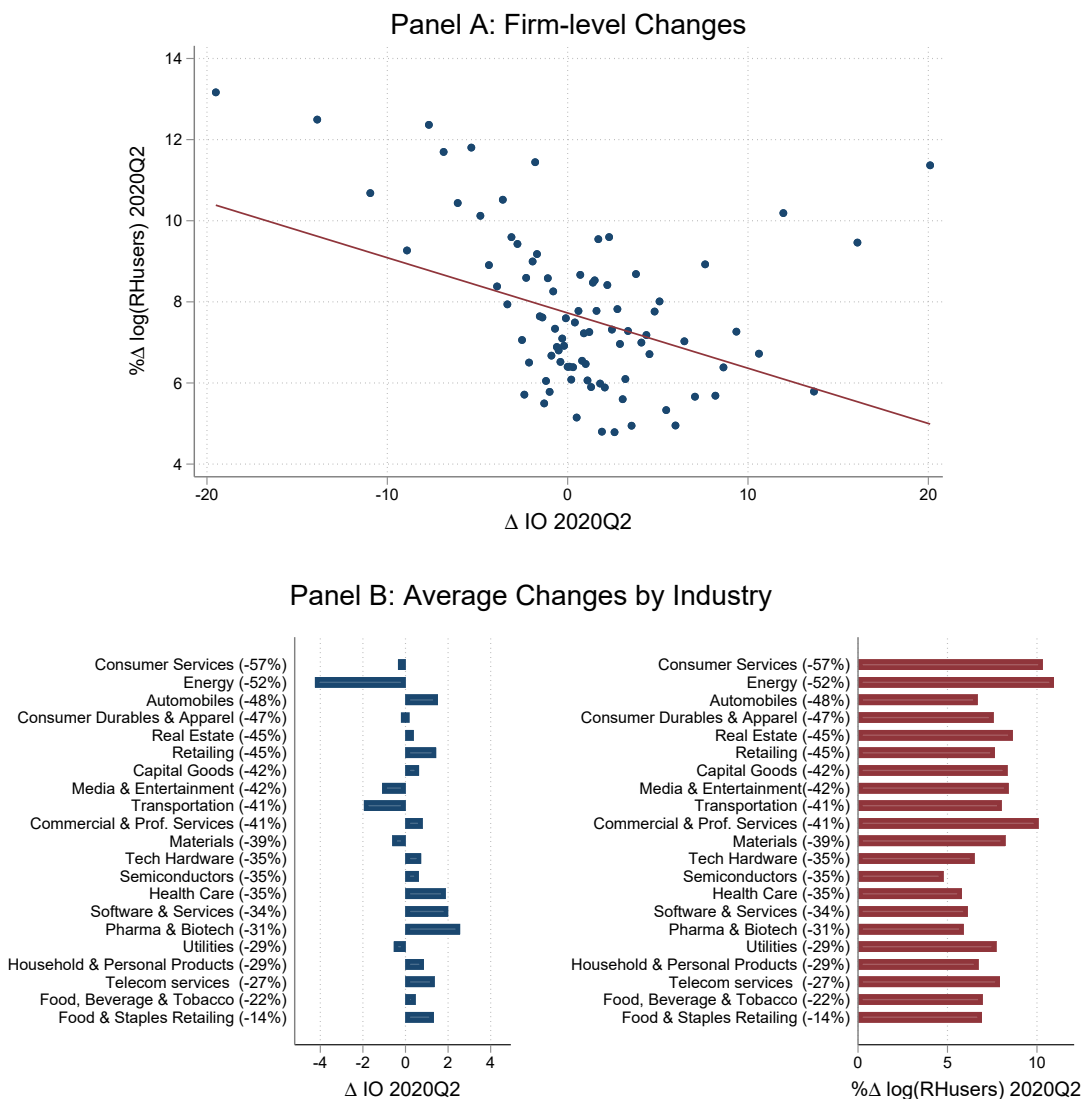 Panel A: Firm-level Changes
14
12
10
8
6
4
%Δ log(RHusers) 2020Q2
-20 -10 0 10 20
Δ IO 2020Q2
Panel B: Average Changes by Industry
Consumer Services (-57%)
Energy (-52%)
Automobiles (-48%)
Consumer Durables & Apparel (-47%)
Real Estate (-45%)
Retailing (-45%)
Capital Goods (-42%)
Media & Entertainment (-42%)
Transportation (-41%)
Commercial & Prof. Services (-41%)
Materials (-39%)
Tech Hardware (-35%)
Semiconductors (-35%)
Health Care (-35%)
Software & Services (-34%)
Pharma & Biotech (-31%)
Utilities (-29%)
Household & Personal Products (-29%)
Telecom services (-27%)
Food, Beverage & Tobacco (-22%)
Food & Staples Retailing (-14%)
-4 -2 0 2 4
Δ IO 2020Q2
Consumer Services (-57%)
Energy (-52%)
Automobiles (-48%)
Consumer Durables & Apparel (-47%)
Real Estate (-45%)
Retailing (-45%)
Capital Goods (-42%)
Media & Entertainment(-42%)
Transportation (-41%)
Commercial & Prof. Services (-41%)
Materials (-39%)
Tech Hardware (-35%)
Semiconductors (-35%)
Health Care (-35%)
Software & Services (-34%)
Pharma & Biotech (-31%)
Utilities (-29%)
Household & Personal Products (-29%)
Telecom services (-27%)
Food, Beverage & Tobacco (-22%)
Food & Staples Retailing (-14%)
0 5 10
%Δ log(RHusers) 2020Q2